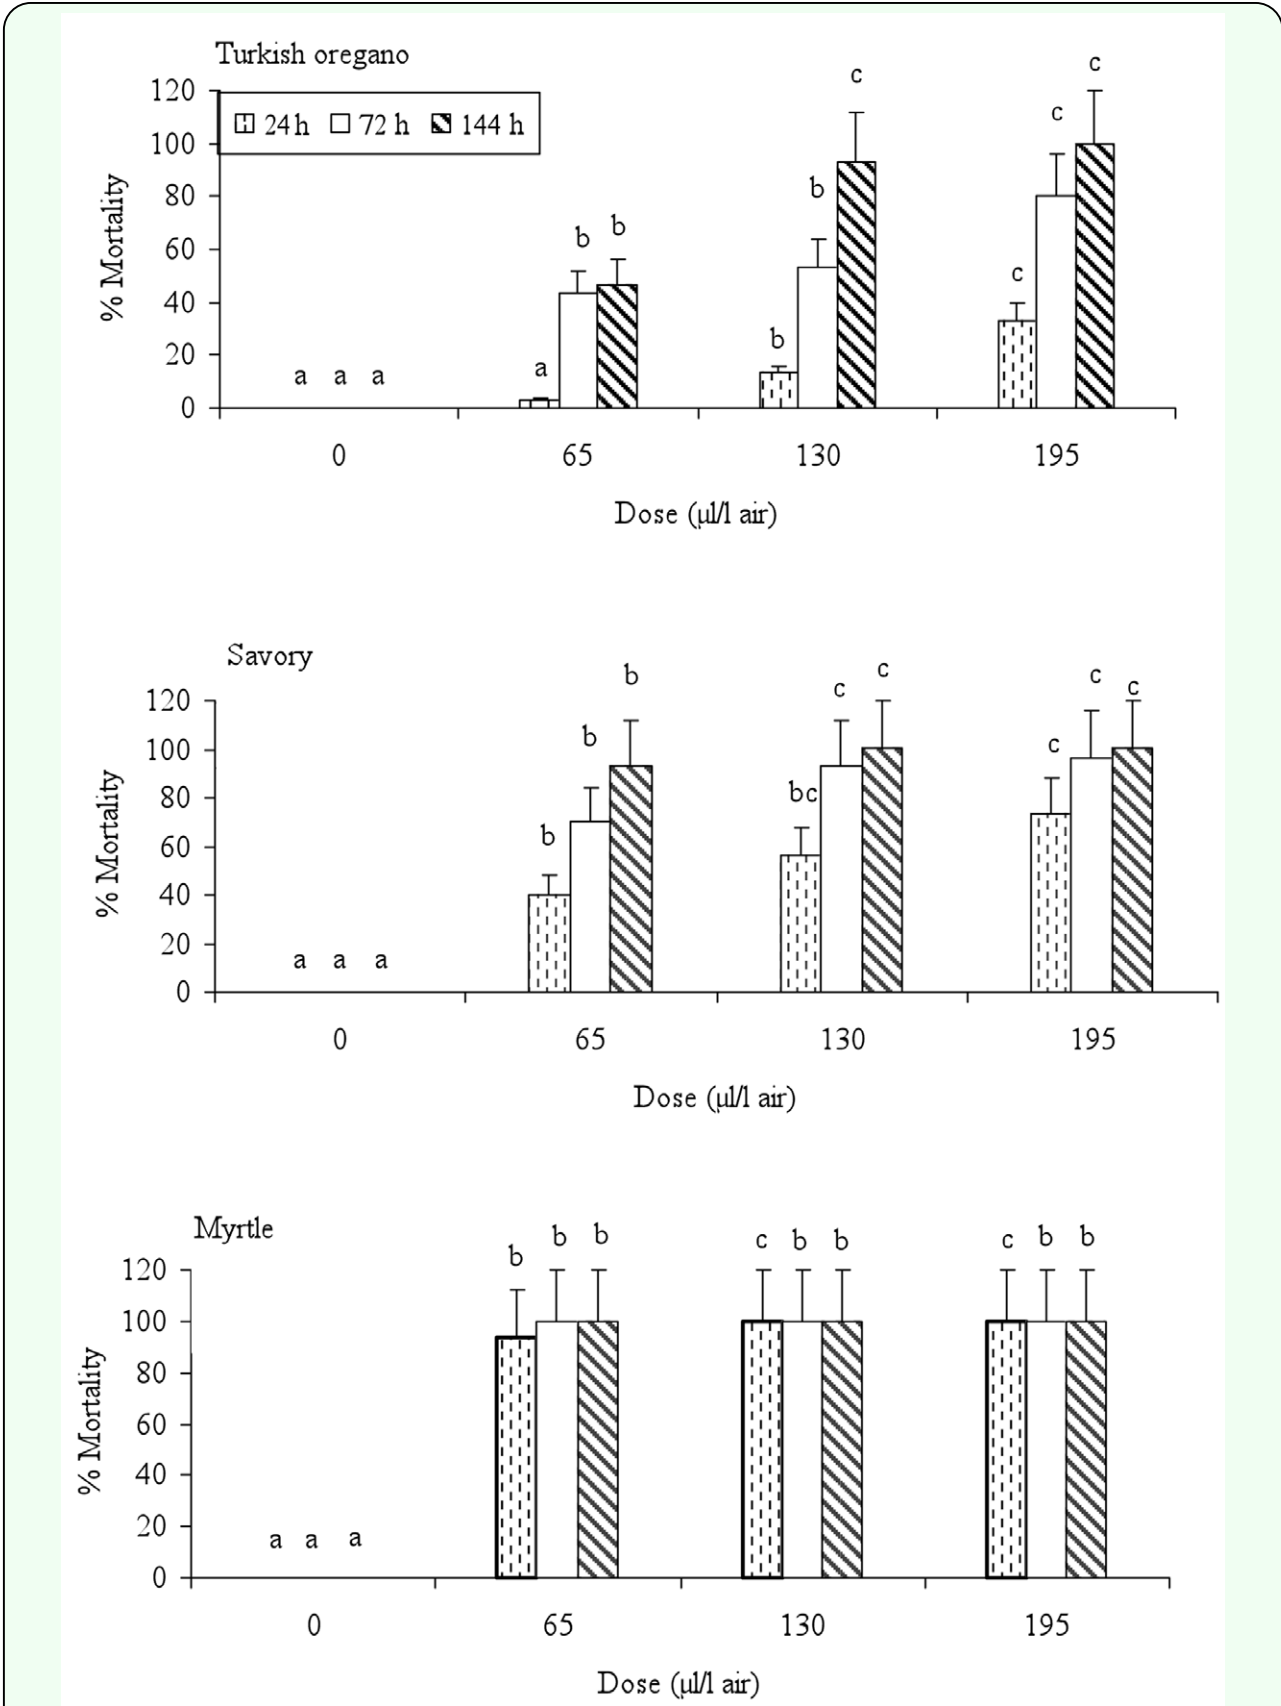 Turkish oregano
% Mortality
120
100
80
60
40
20
0
24 h 72 h 144 h
a a a
a b b
b b c
c c c
0 65 130 195
Dose (µl/l air)
Savory
% Mortality
120
100
80
60
40
20
0
a a a
b b b
bc c c
c c c
0 65 130 195
Dose (µl/l air)
Myrtle
% Mortality
120
100
80
60
40
20
0
a a a
b b b
c b b
c b b
0 65 130 195
Dose (µl/l air)